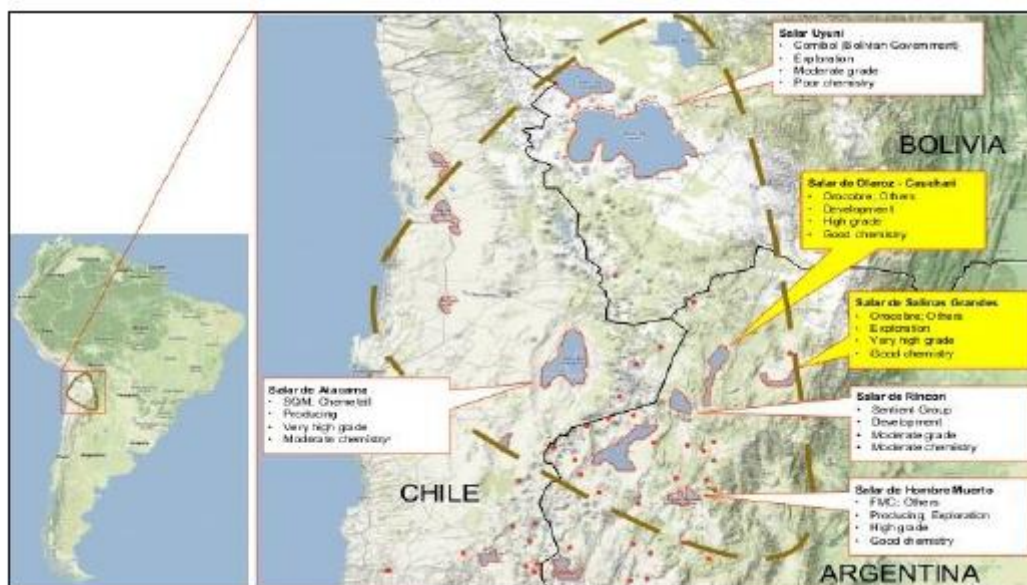 Salar Uyuni
• Comibol (Bolivian Government)
• Exploration
• Moderate grade
• Poor chemistry
BOLIVIA
Salar de Olaroz - Cauchari
• Orocobre; Others
• Development
• High grade
• Good chemistry
Salar de Salinas Grandes
• Orocobre; Others
• Exploration
• Very high grade
• Good chemistry
Salar de Atacama
• SQM; Chemetall
• Producing
• Very high grade
• Moderate chemistry
Salar de Rincon
• Sentient Group
• Development
• Moderate grade
• Moderate chemistry
CHILE
Salar de Hombre Muerto
• FMC; Others
• Producing, Exploration
• High grade
• Good chemistry
ARGENTINA